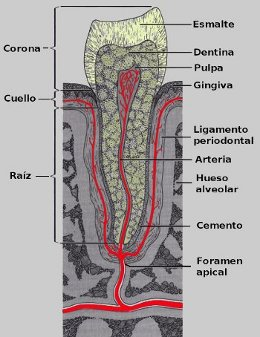 Corona
Cuello
Raíz
Esmalte
Dentina
Pulpa
Gingiva
Ligamento
periodontal
Arteria
Hueso
alveolar
Cemento
Foramen
apical